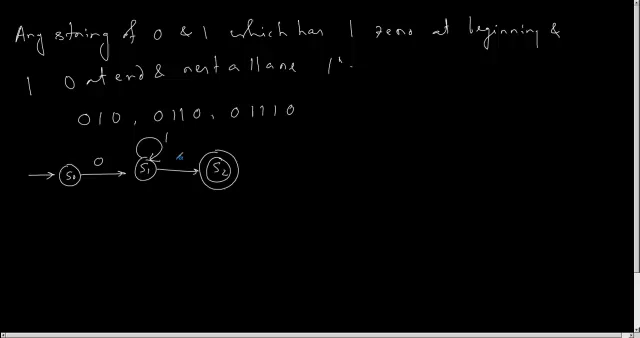 Any string of 0 & 1 which has 1 zero at beginning &
1 0 at end & rest all are 1's.
010, 0110, 01110
0 1
S0 S1 S2